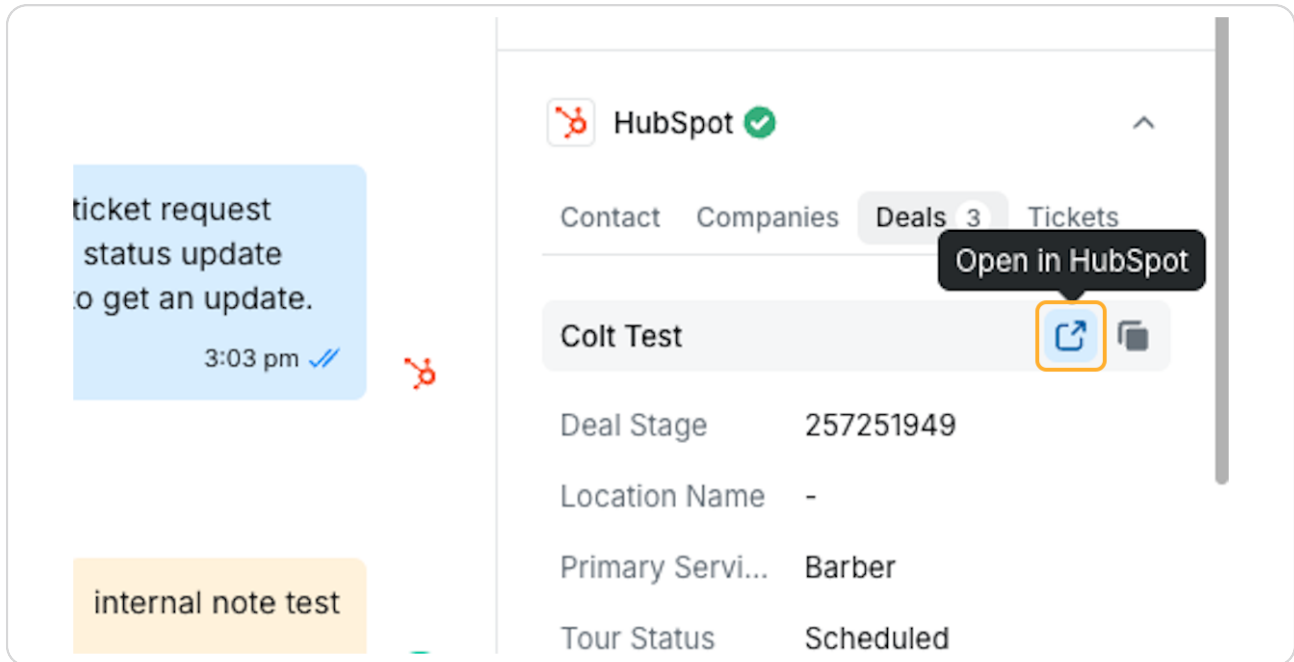 ticket request
status update
to get an update.
3:03 pm
internal note test
HubSpot
Contact Companies Deals 3 Tickets
Open in HubSpot
Colt Test
Deal Stage 257251949
Location Name -
Primary Servi... Barber
Tour Status Scheduled